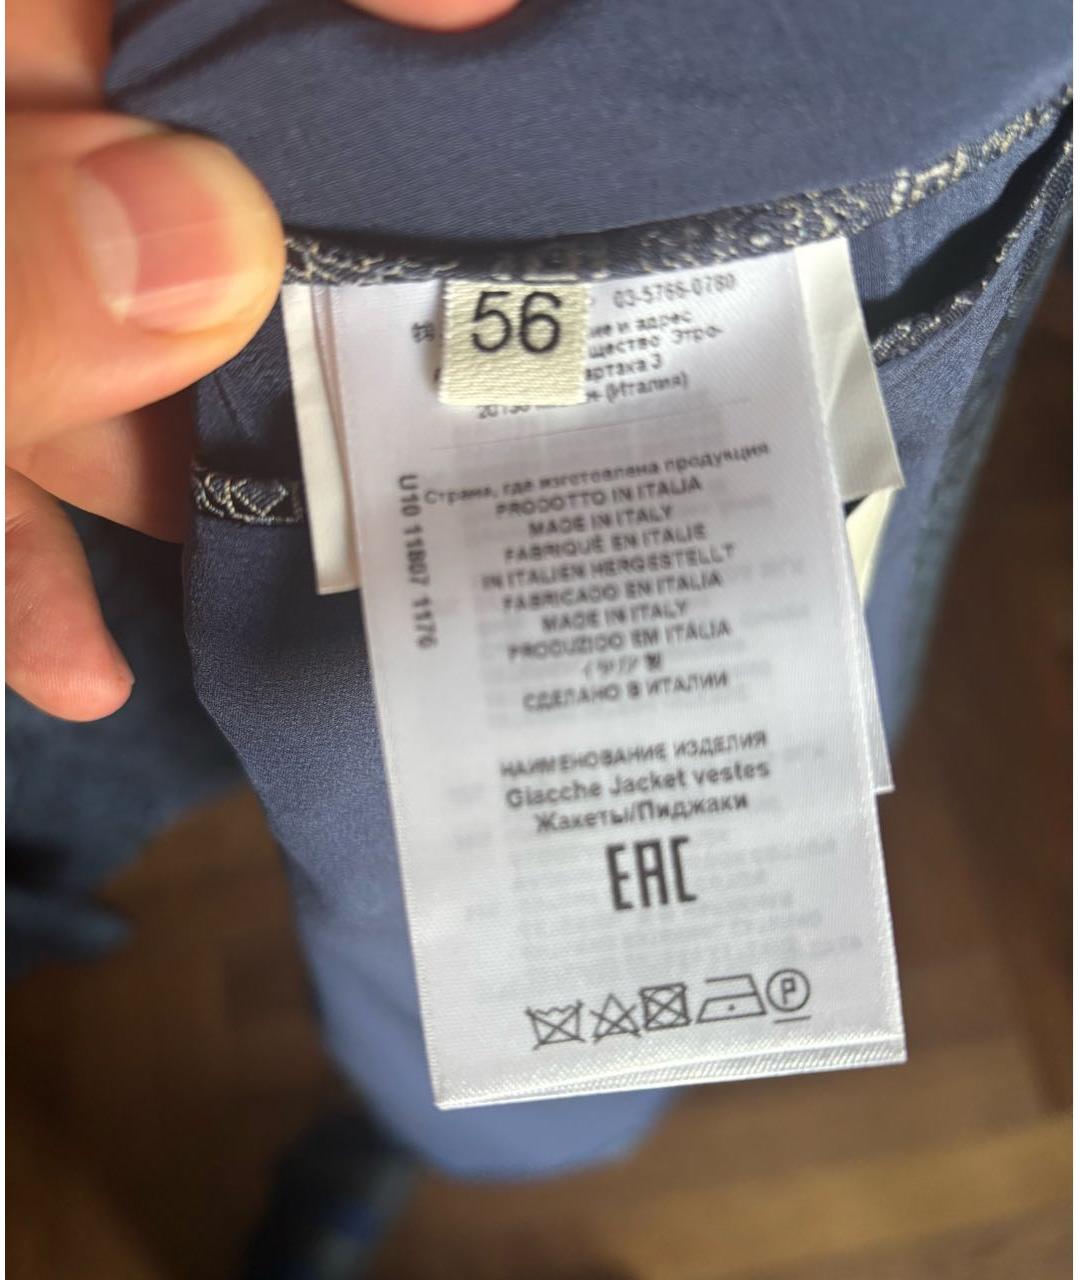 56
03-5766-0780
ие и адрес
щество "Этро-
артака 3
(Италия)
Страна, где изготовлена продукция
PRODOTTO IN ITALIA
MADE IN ITALY
FABRIQUÉ EN ITALIE
IN ITALIEN HERGESTELLT
FABRICADO EN ITALIA
MADE IN ITALY
PRODUZIDO EM ITÁLIA
イタリア製
СДЕЛАНО В ИТАЛИИ
U10 11807 1176
НАИМЕНОВАНИЕ ИЗДЕЛИЯ
Giacche Jacket vestes
Жакеты/Пиджаки
EAC
P